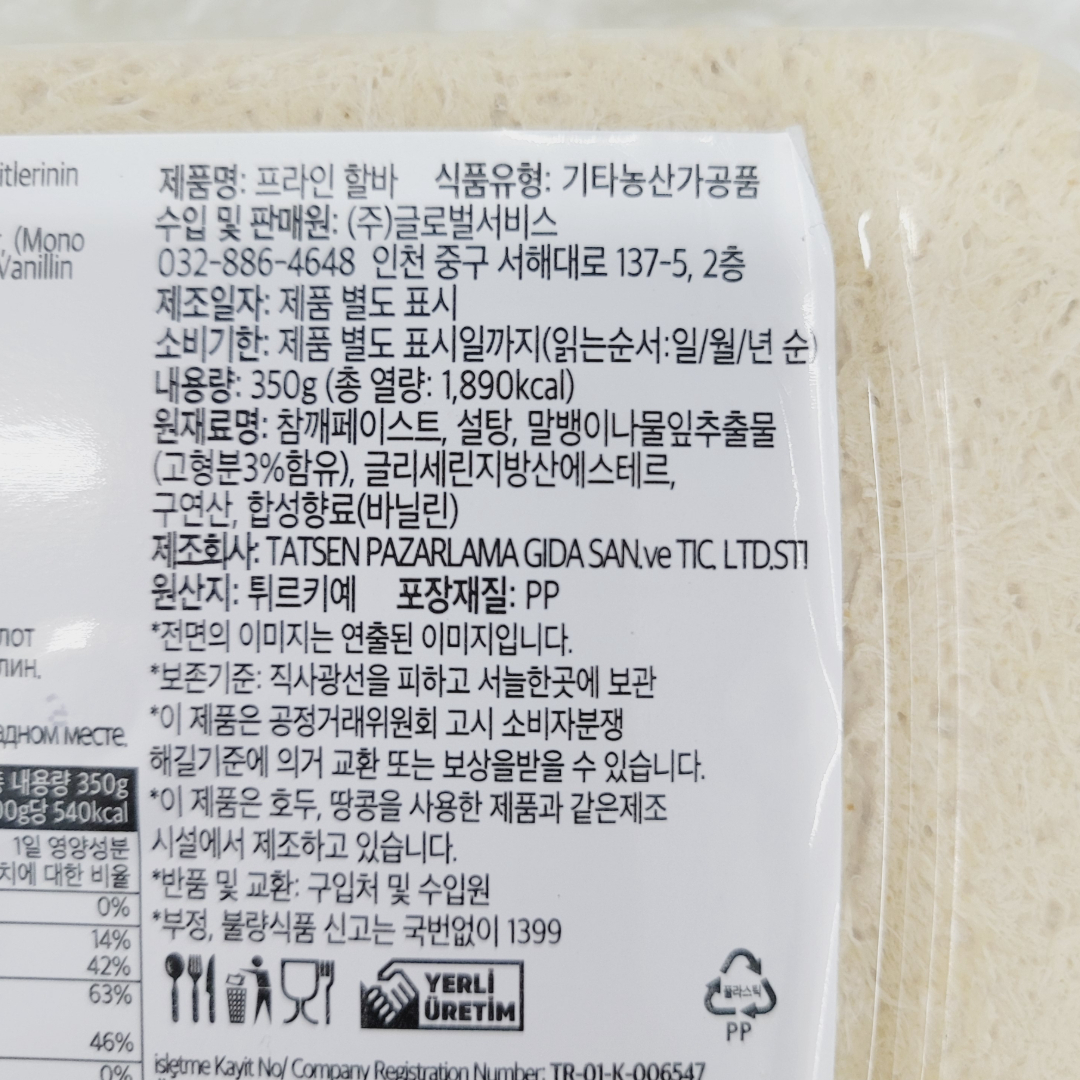 itlerinin
, (Mono
Vanillin
제품명: 프라인 할바 식품유형: 기타농산가공품
수입 및 판매원: (주)글로벌서비스
032-886-4648 인천 중구 서해대로 137-5, 2층
제조일자: 제품 별도 표시
소비기한: 제품 별도 표시일까지(읽는순서:일/월/년 순)
내용량: 350g (총 열량: 1,890kcal)
원재료명: 참깨페이스트, 설탕, 말뱅이나물잎추출물
(고형분3%함유), 글리세린지방산에스테르,
구연산, 합성향료(바닐린)
제조회사: TATSEN PAZARLAMA GIDA SAN.ve TIC. LTD.STI
원산지: 튀르키예 포장재질: PP
*전면의 이미지는 연출된 이미지입니다.
*보존기준: 직사광선을 피하고 서늘한곳에 보관
*이 제품은 공정거래위원회 고시 소비자분쟁
해길기준에 의거 교환 또는 보상을받을 수 있습니다.
*이 제품은 호두, 땅콩을 사용한 제품과 같은제조
시설에서 제조하고 있습니다.
*반품 및 교환: 구입처 및 수입원
*부정, 불량식품 신고는 국번없이 1399
лот
лин.
адном месте.
내용량 350g
00g당 540kcal
1일 영양성분
치에 대한 비율
0%
14%
42%
63%
46%
0%
YERLİ
ÜRETİM
플라스틱
PP
işletme Kayit No/ Company Registration Number: TR-01-K-006547